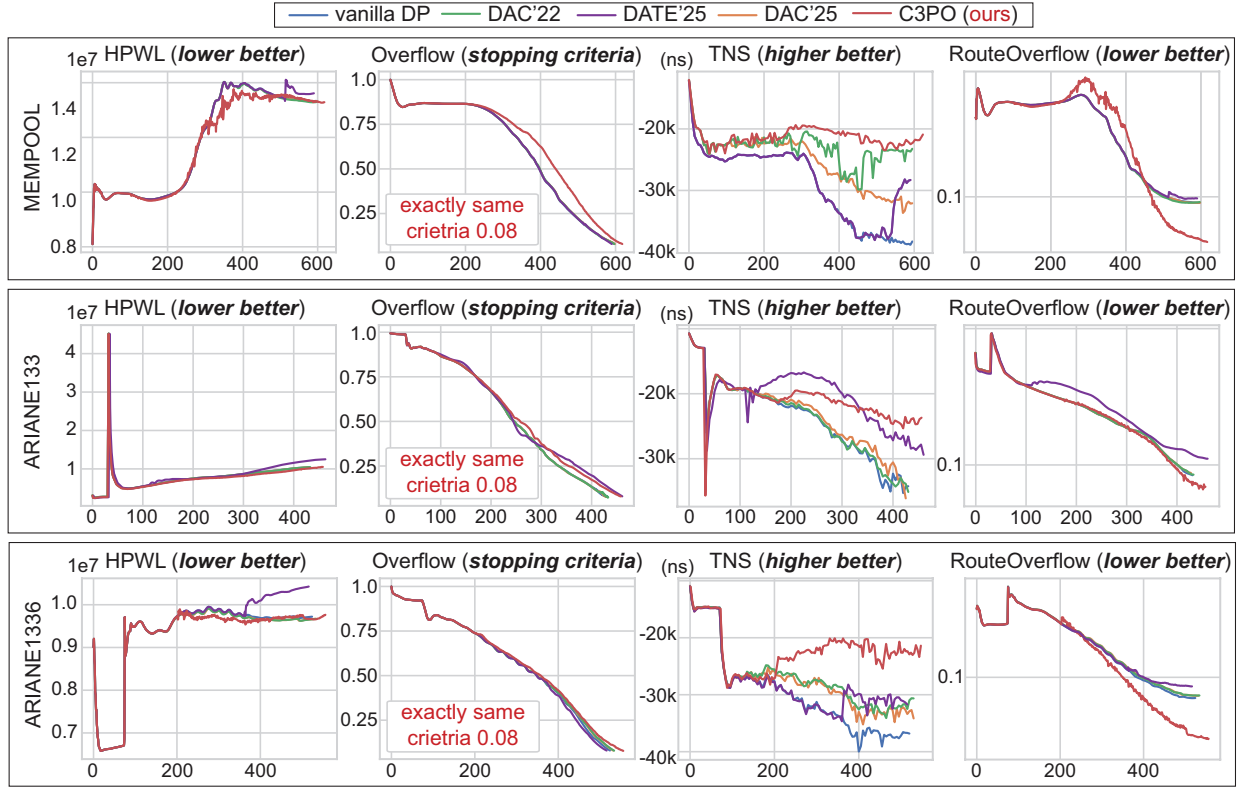 vanilla DP DAC'22 DATE'25 DAC'25 C3PO (ours)
MEMPOOL
1e7 HPWL (lower better)
1.4
1.2
1.0
0.8
0 200 400 600
Overflow (stopping criteria)
1.0
0.75
0.50
0.25
exactly same
crietria 0.08
0 200 400 600
(ns) TNS (higher better)
-20k
-30k
-40k
0 200 400 600
RouteOverflow (lower better)
0.1
0 200 400 600
ARIANE133
1e7 HPWL (lower better)
4
3
2
1
0 100 200 300 400
Overflow (stopping criteria)
1.0
0.75
0.50
0.25
exactly same
crietria 0.08
0 100 200 300 400
(ns) TNS (higher better)
-20k
-30k
0 100 200 300 400
RouteOverflow (lower better)
0.1
0 100 200 300 400
ARIANE1336
1e7 HPWL (lower better)
1.0
0.9
0.8
0.7
0 200 400
Overflow (stopping criteria)
1.0
0.75
0.50
0.25
exactly same
crietria 0.08
0 100 200 300 400 500
(ns) TNS (higher better)
-20k
-30k
-40k
0 200 400
RouteOverflow (lower better)
0.1
0 200 400